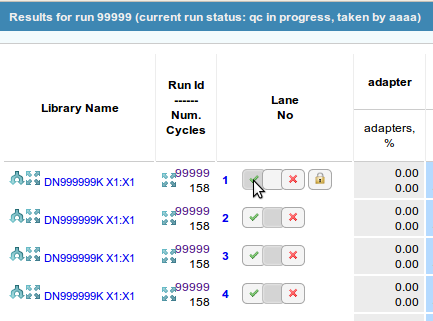 Results for run 99999 (current run status: qc in progress, taken by aaaa)
Library Name
Run Id
------
Num.
Cycles
Lane
No
adapter
adapters,
%
DN999999K X1:X1 99999 1 0.00
158 0.00
DN999999K X1:X1 99999 2 0.00
158 0.00
DN999999K X1:X1 99999 3 0.00
158 0.00
DN999999K X1:X1 99999 4 0.00
158 0.00